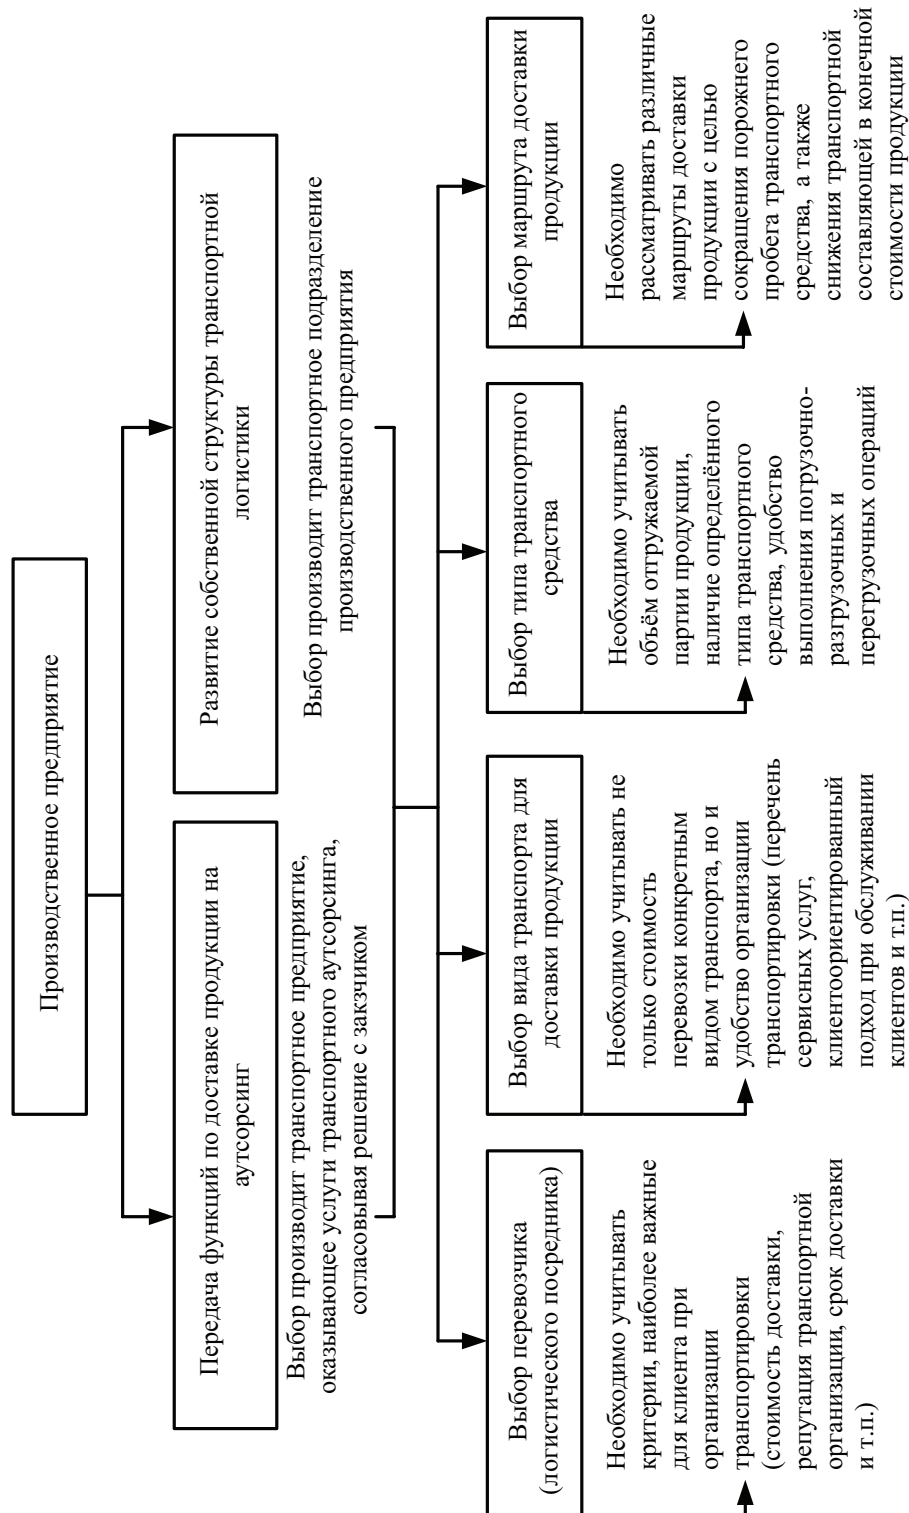 Производственное предприятие
Передача функций по доставке продукции на
аутсорсинг
Развитие собственной структуры транспортной
логистики
Выбор производит транспортное предприятие,
оказывающее услуги транспортного аутсорсинга,
согласовывая решение с закзчиком
Выбор производит транспортное подразделение
производственного предприятия
Выбор перевозчика
(логистического посредника)
Выбор вида транспорта для
доставки продукции
Выбор типа транспортного
средства
Выбор маршрута доставки
продукции
Необходимо учитывать
критерии, наиболее важные
для клиента при
организации
транспортировки
(стоимость доставки,
репутация транспортной
организации, срок доставки
и т.п.)
Необходимо учитывать не
только стоимость
перевозки конкретным
видом транспорта, но и
удобство организации
транспортировки (перечень
сервисных услуг,
клиентоориентированный
подход при обслуживании
клиентов и т.п.)
Необходимо учитывать
объём отгружаемой
партии продукции,
наличие определённого
типа транспортного
средства, удобство
выполнения погрузочно-
разгрузочных и
перегрузочных операций
Необходимо
рассматривать различные
маршруты доставки
продукции с целью
сокращения порожнего
пробега транспортного
средства, а также
снижения транспортной
составляющей в конечной
стоимости продукции